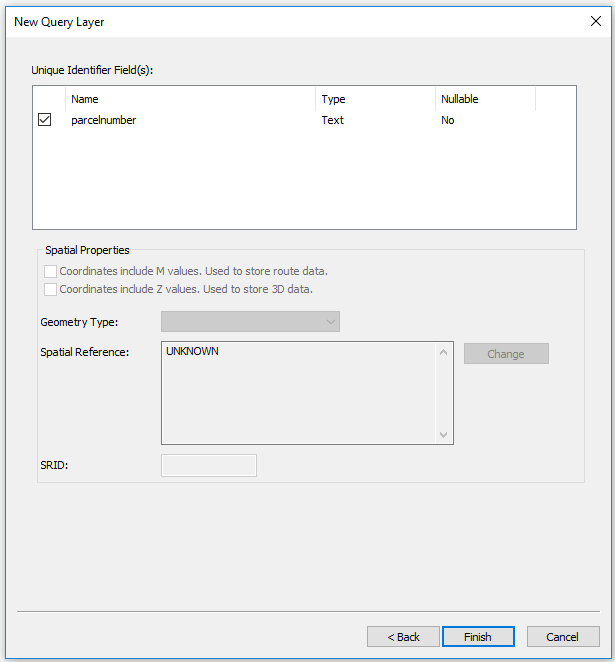 New Query Layer
Unique Identifier Field(s):
Name Type Nullable
parcelnumber Text No
Spatial Properties
Coordinates include M values. Used to store route data.
Coordinates include Z values. Used to store 3D data.
Geometry Type:
Spatial Reference: UNKNOWN Change
SRID:
< Back Finish Cancel